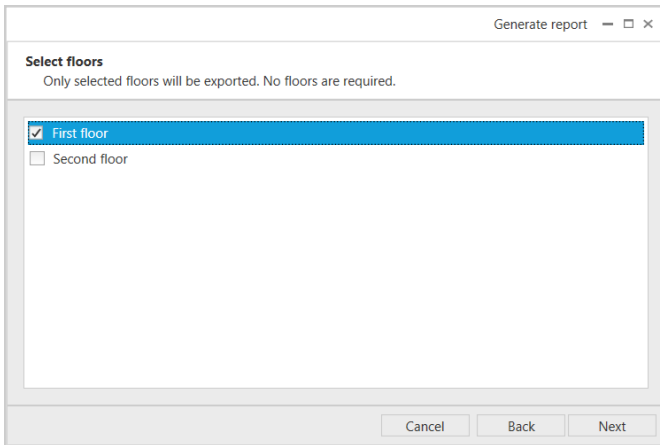 Generate report
Select floors
Only selected floors will be exported. No floors are required.
First floor
Second floor
Cancel Back Next